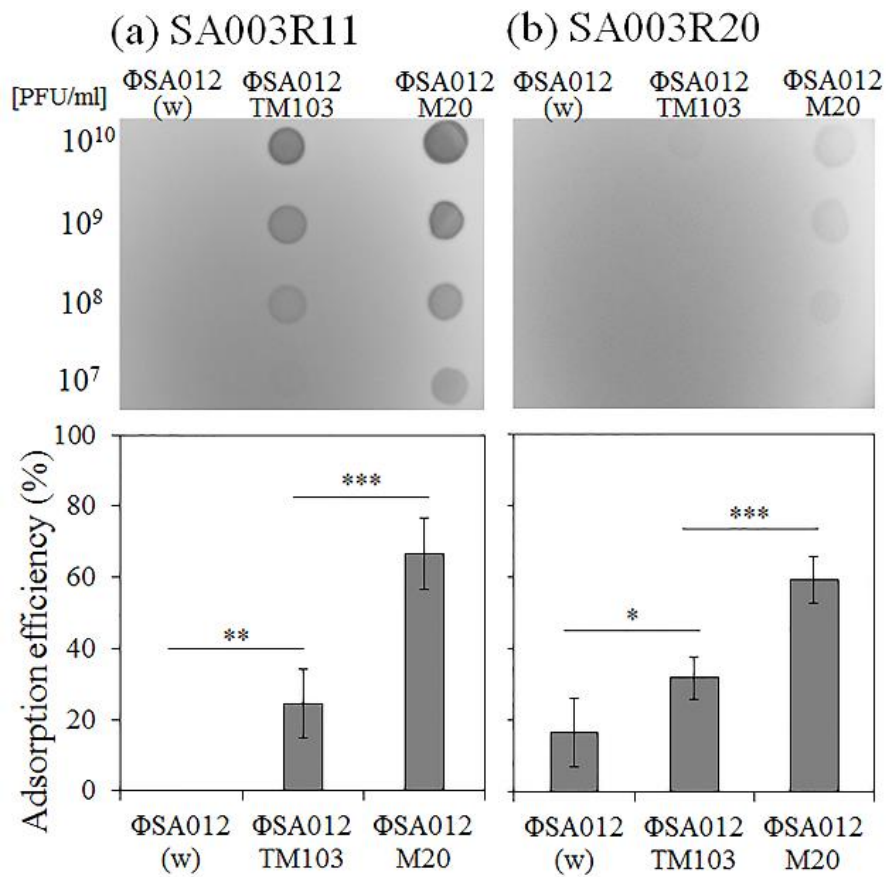 (a) SA003R11 (b) SA003R20
[PFU/ml] ΦSA012 (w) ΦSA012 TM103 ΦSA012 M20 ΦSA012 (w) ΦSA012 TM103 ΦSA012 M20
10¹⁰
10⁹
10⁸
10⁷
Adsorption efficiency (%)
100
80
60
40
20
0
** *** * ***
ΦSA012 (w) ΦSA012 TM103 ΦSA012 M20 ΦSA012 (w) ΦSA012 TM103 ΦSA012 M20